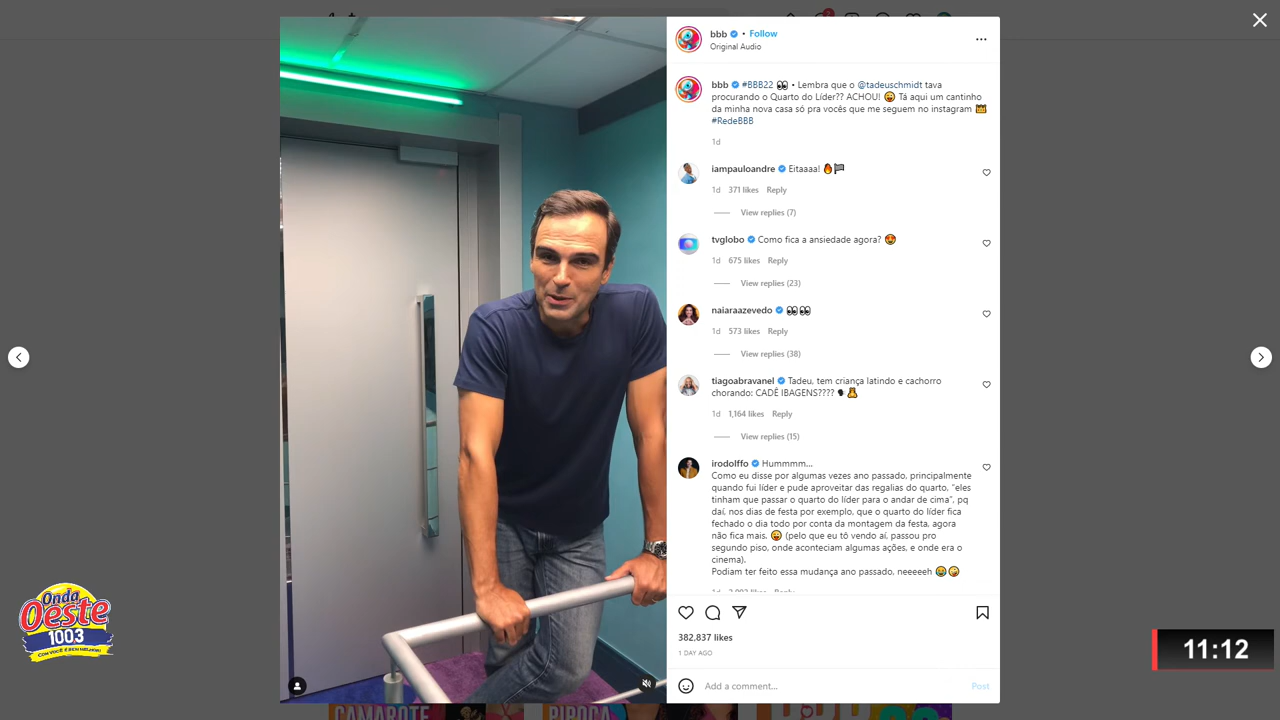 bbb • Follow
Original Audio
bbb #BBB22 👀 • Lembra que o @tadeuschmidt tava
procurando o Quarto do Líder?? ACHOU! 😜 Tá aqui um cantinho
da minha nova casa só pra vocês que me seguem no instagram
#RedeBBB
1d
iampauloandre Eitaaaa! 🔥🏴
1d 371 likes Reply
View replies (7)
tvglobo Como fica a ansiedade agora? 😍
1d 675 likes Reply
View replies (23)
naiaraazevedo 👀👀
1d 573 likes Reply
View replies (38)
tiagoabravanel Tadeu, tem criança latindo e cachorro
chorando: CADÊ IBAGENS???? 🗣🧸
1d 1,164 likes Reply
View replies (15)
irodolffo Hummmm...
Como eu disse por algumas vezes ano passado, principalmente
quando fui líder e pude aproveitar das regalias do quarto, "eles
tinham que passar o quarto do líder para o andar de cima", pq
daí, nos dias de festa por exemplo, que o quarto do líder fica
fechado o dia todo por conta da montagem da festa, agora
não fica mais. 😜 (pelo que eu tô vendo aí, passou pro
segundo piso, onde aconteciam algumas ações, e onde era o
cinema).
Podiam ter feito essa mudança ano passado, neeeeeh 😂🤪
382,837 likes
1 DAY AGO
Add a comment...
Post
Onda
Oeste
100.3
COM VOCÊ É BEM MELHOR!
11:12
CAMAROTE
PIPOCA